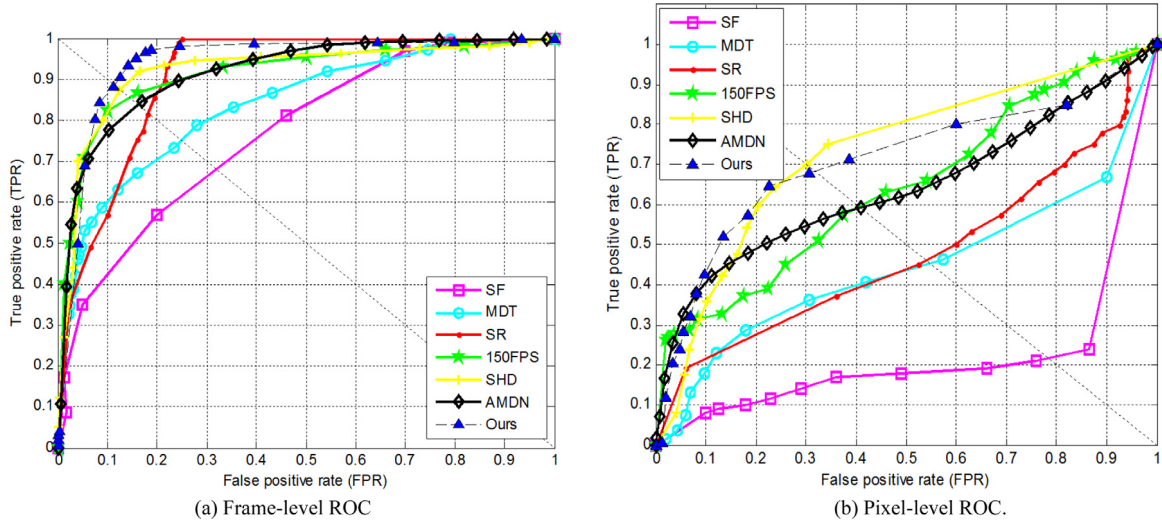 1
0.9
0.8
0.7
0.6
0.5
0.4
0.3
0.2
0.1
0
True positive rate (TPR)
SF
MDT
SR
150FPS
SHD
AMDN
Ours
0 0.1 0.2 0.3 0.4 0.5 0.6 0.7 0.8 0.9 1
False positive rate (FPR)
(a) Frame-level ROC
SF
MDT
SR
150FPS
SHD
AMDN
Ours
1
0.9
0.8
0.7
0.6
0.5
0.4
0.3
0.2
0.1
0
True positive rate (TPR)
0 0.1 0.2 0.3 0.4 0.5 0.6 0.7 0.8 0.9 1
False positive rate (FPR)
(b) Pixel-level ROC.